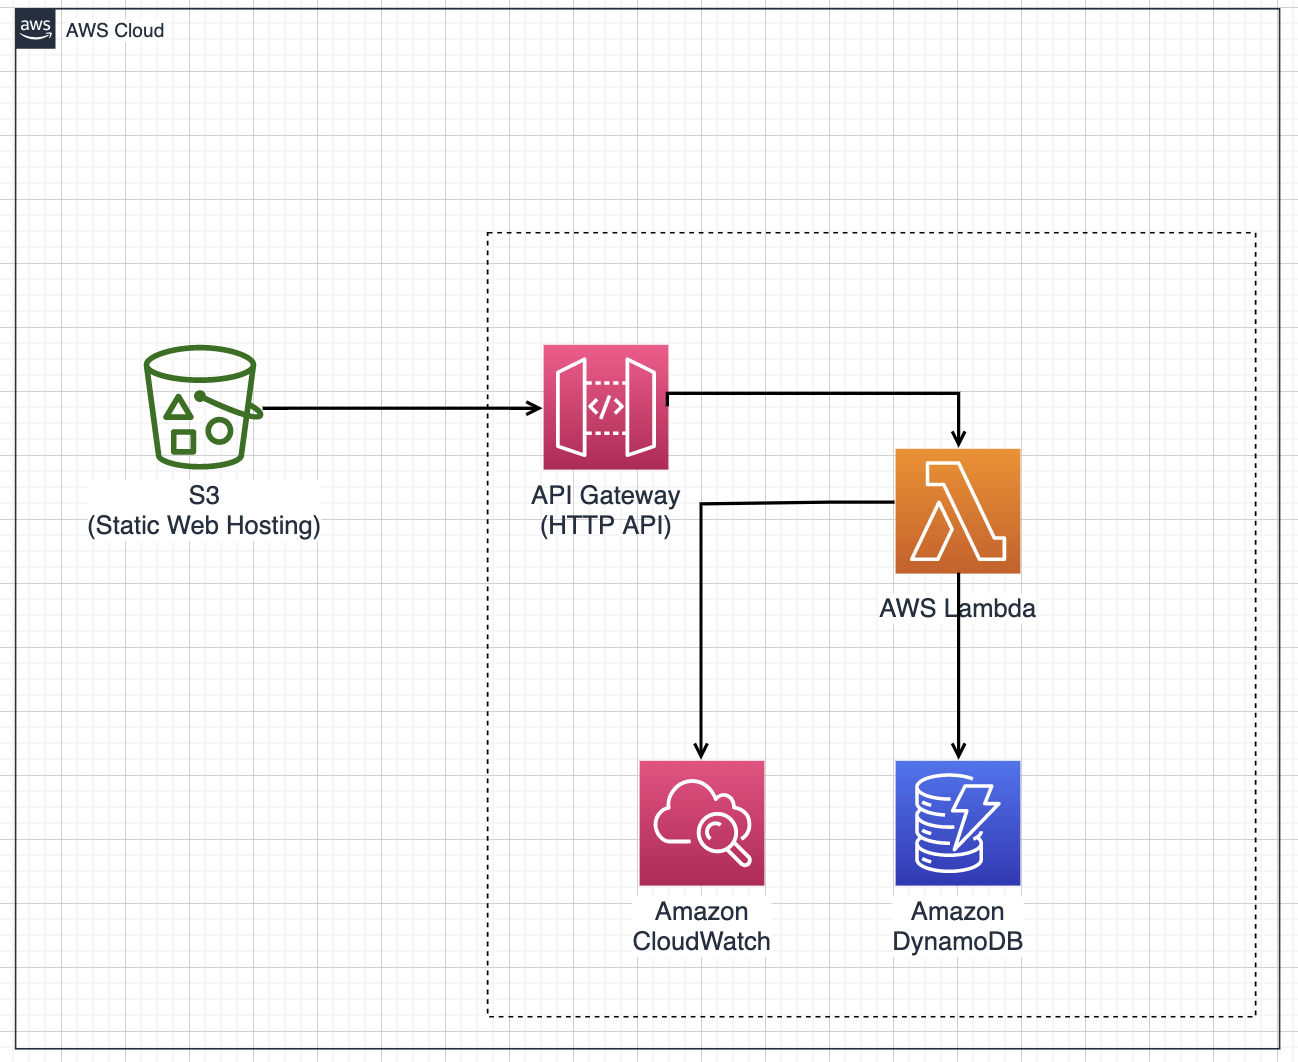 aws
AWS Cloud
S3
(Static Web Hosting)
</>
API Gateway
(HTTP API)
AWS Lambda
Amazon
CloudWatch
Amazon
DynamoDB